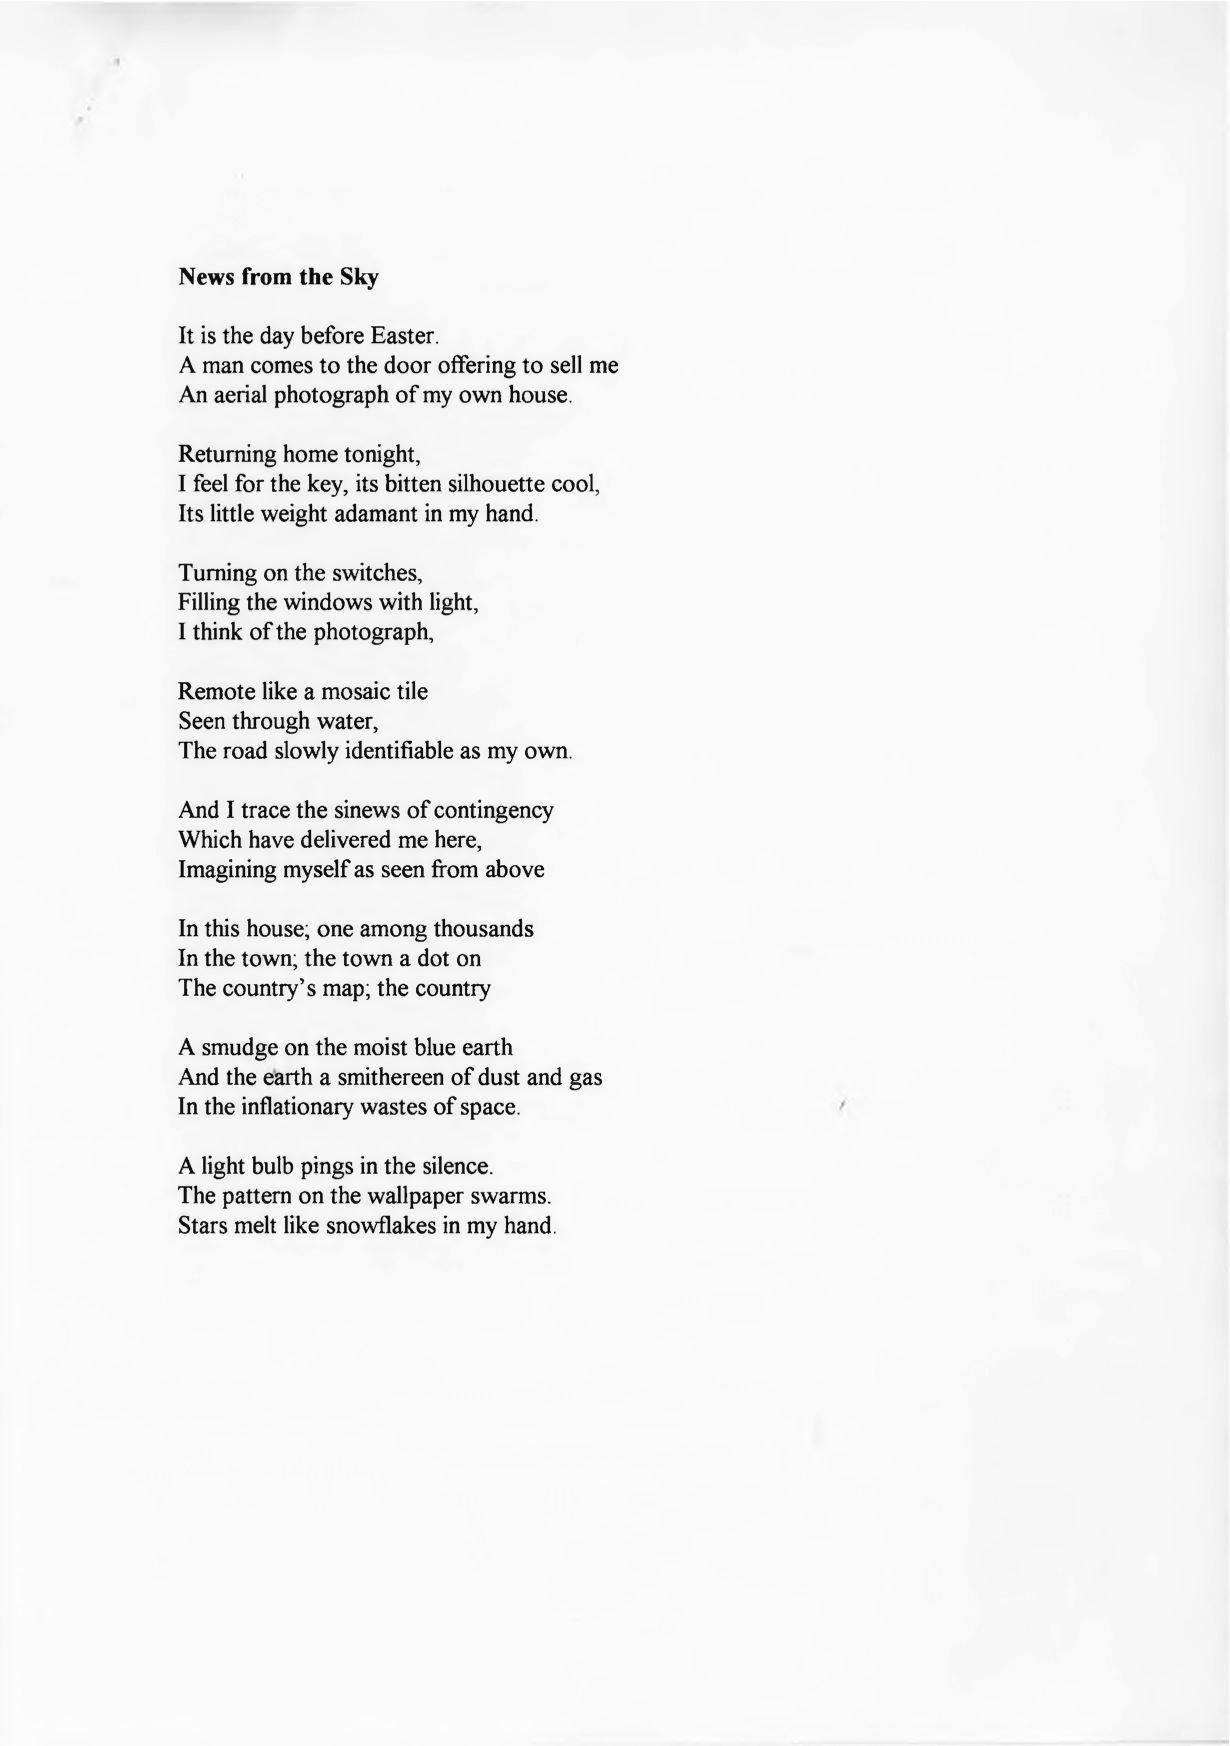 News from the Sky
It is the day before Easter.
A man comes to the door offering to sell me
An aerial photograph of my own house.
Returning home tonight,
I feel for the key, its bitten silhouette cool,
Its little weight adamant in my hand.
Turning on the switches,
Filling the windows with light,
I think of the photograph,
Remote like a mosaic tile
Seen through water,
The road slowly identifiable as my own.
And I trace the sinews of contingency
Which have delivered me here,
Imagining myself as seen from above
In this house; one among thousands
In the town; the town a dot on
The country's map; the country
A smudge on the moist blue earth
And the earth a smithereen of dust and gas
In the inflationary wastes of space.
A light bulb pings in the silence.
The pattern on the wallpaper swarms.
Stars melt like snowflakes in my hand.